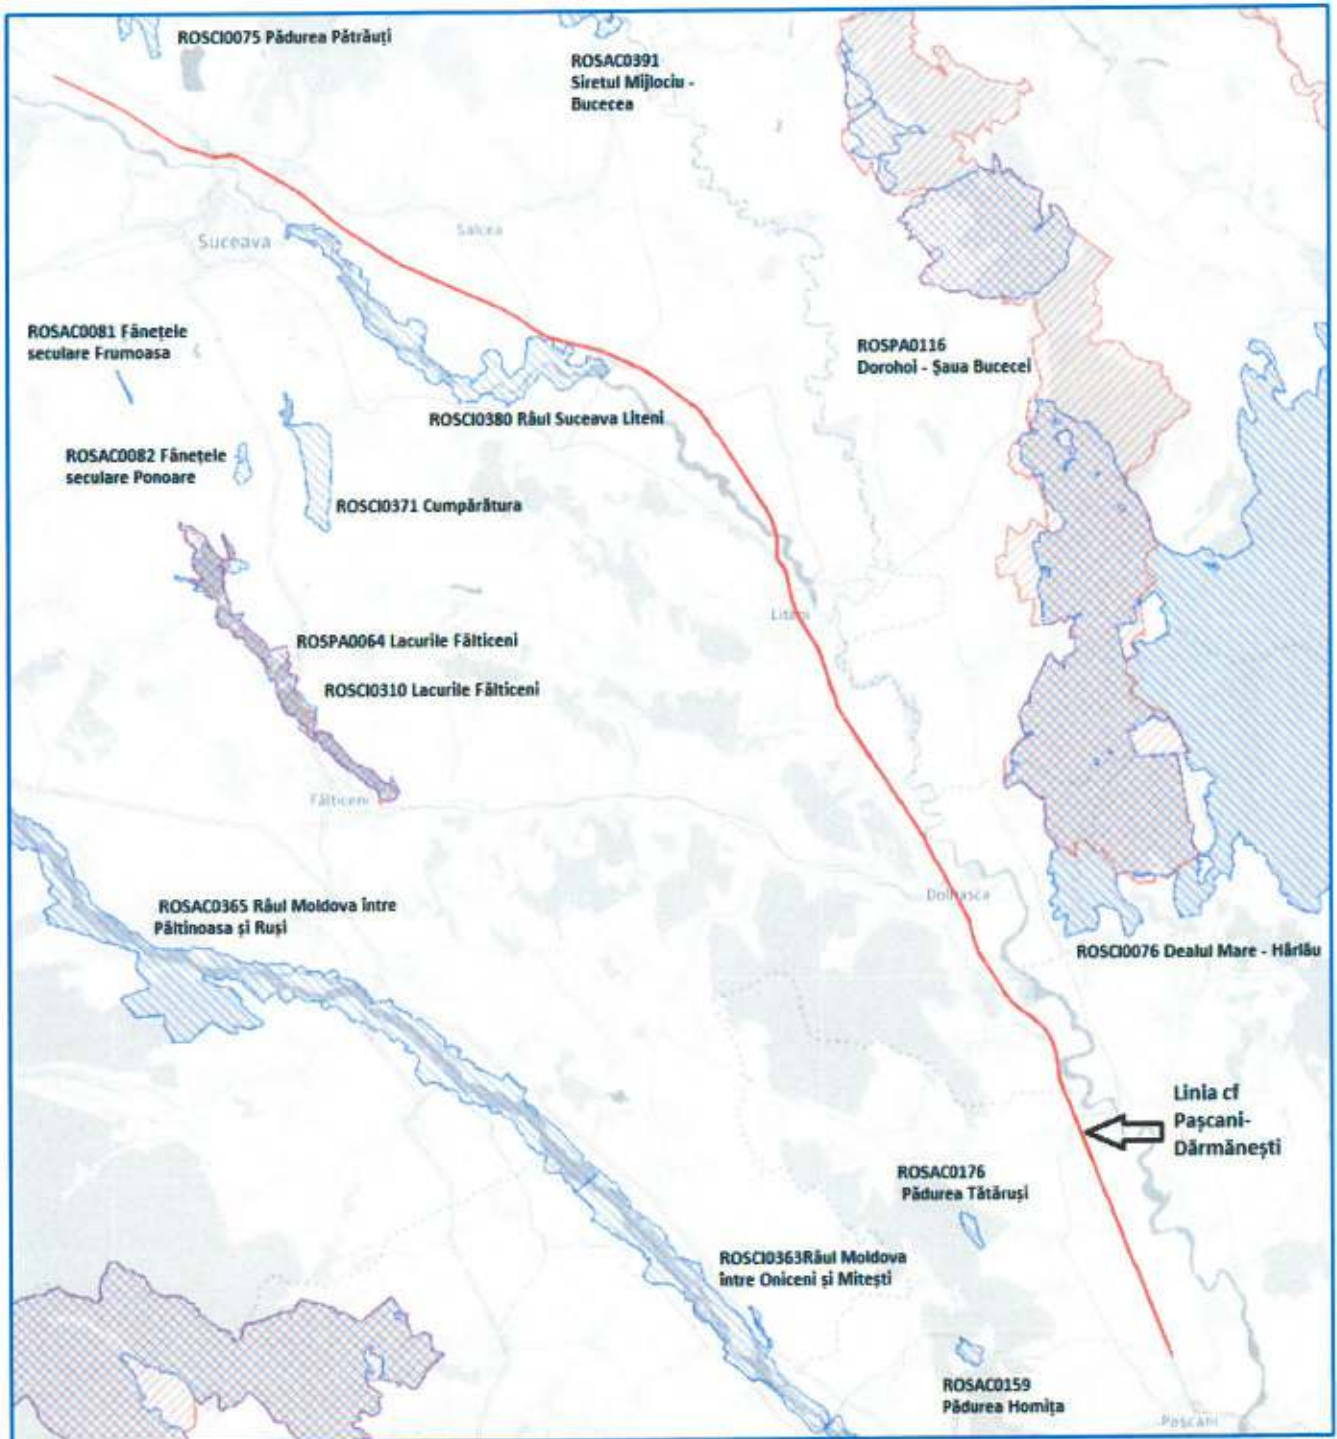 ROSCI0075 Pădurea Pătrăuți
ROSAC0391
Siretul Mijlociu -
Bucecea
Suceava
Salcea
ROSAC0081 Fânețele
seculare Frumoasa
ROSPA0116
Dorohoi - Șaua Bucecei
ROSCI0380 Râul Suceava Liteni
ROSAC0082 Fânețele
seculare Ponoare
ROSCI0371 Cumpărătura
Liteni
ROSPA0064 Lacurile Fălticeni
ROSCI0310 Lacurile Fălticeni
Fălticeni
Dolhasca
ROSAC0365 Râul Moldova între
Păltinoasa și Ruși
ROSCI0076 Dealul Mare - Hârlău
Linia cf
Pașcani-
Dărmănești
ROSAC0176
Pădurea Tătăruși
ROSCI0363Râul Moldova
între Oniceni și Mitești
ROSAC0159
Pădurea Homița
Pașcani